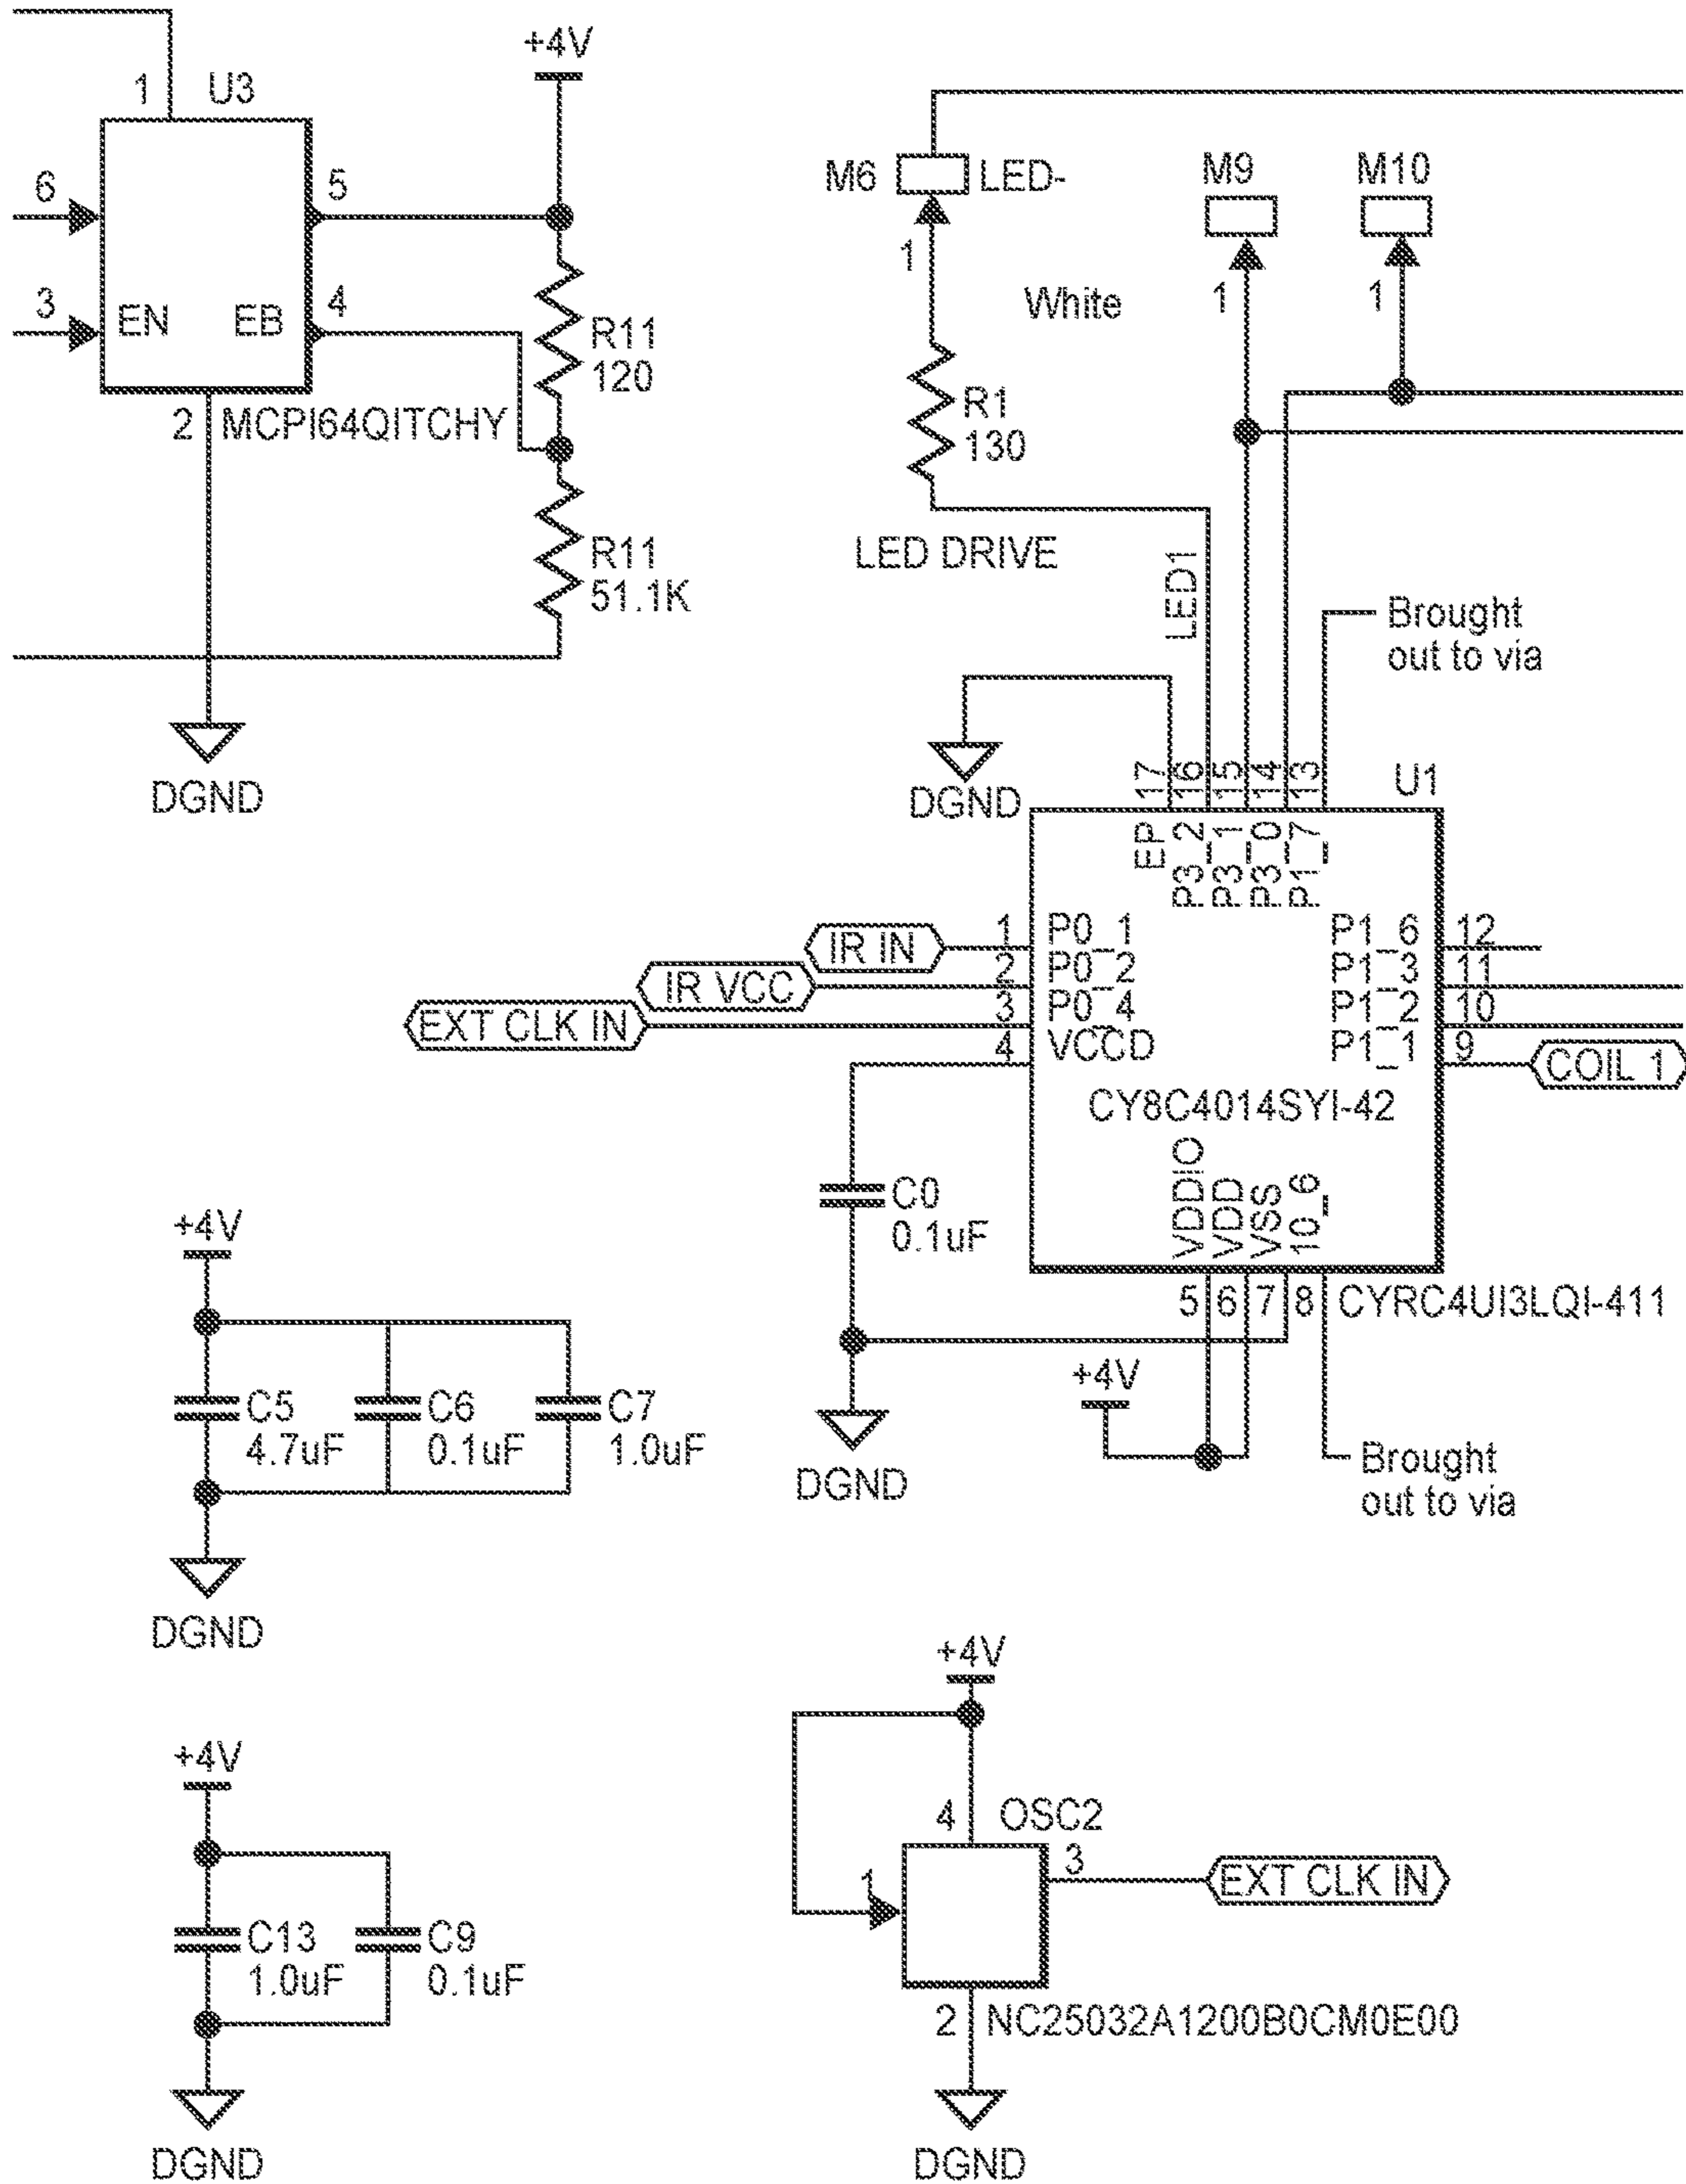 +4V
1
U3
6
5
3
EN
EB
4
R11
120
2
MCPI64QITCHY
R11
51.1K
DGND
M6
LED-
M9
M10
1
1
1
White
R1
130
LED DRIVE
LED1
Brought
out to via
DGND
17
16
15
14
13
U1
EP
P3_2
P3_1
P3_0
P1_7
IR IN
1
P0_1
P1_6
12
IR VCC
2
P0_2
P1_3
11
EXT CLK IN
3
P0_4
P1_2
10
4
VCCD
P1_1
9
COIL 1
CY8C4014SYI-42
C0
0.1uF
VDDIO
VDD
VSS
10_6
5
6
7
8
CYRC4UI3LQI-411
+4V
DGND
Brought
out to via
+4V
C5
4.7uF
C6
0.1uF
C7
1.0uF
DGND
+4V
C13
1.0uF
C9
0.1uF
DGND
+4V
4
OSC2
1
3
EXT CLK IN
2
NC25032A1200B0CM0E00
DGND